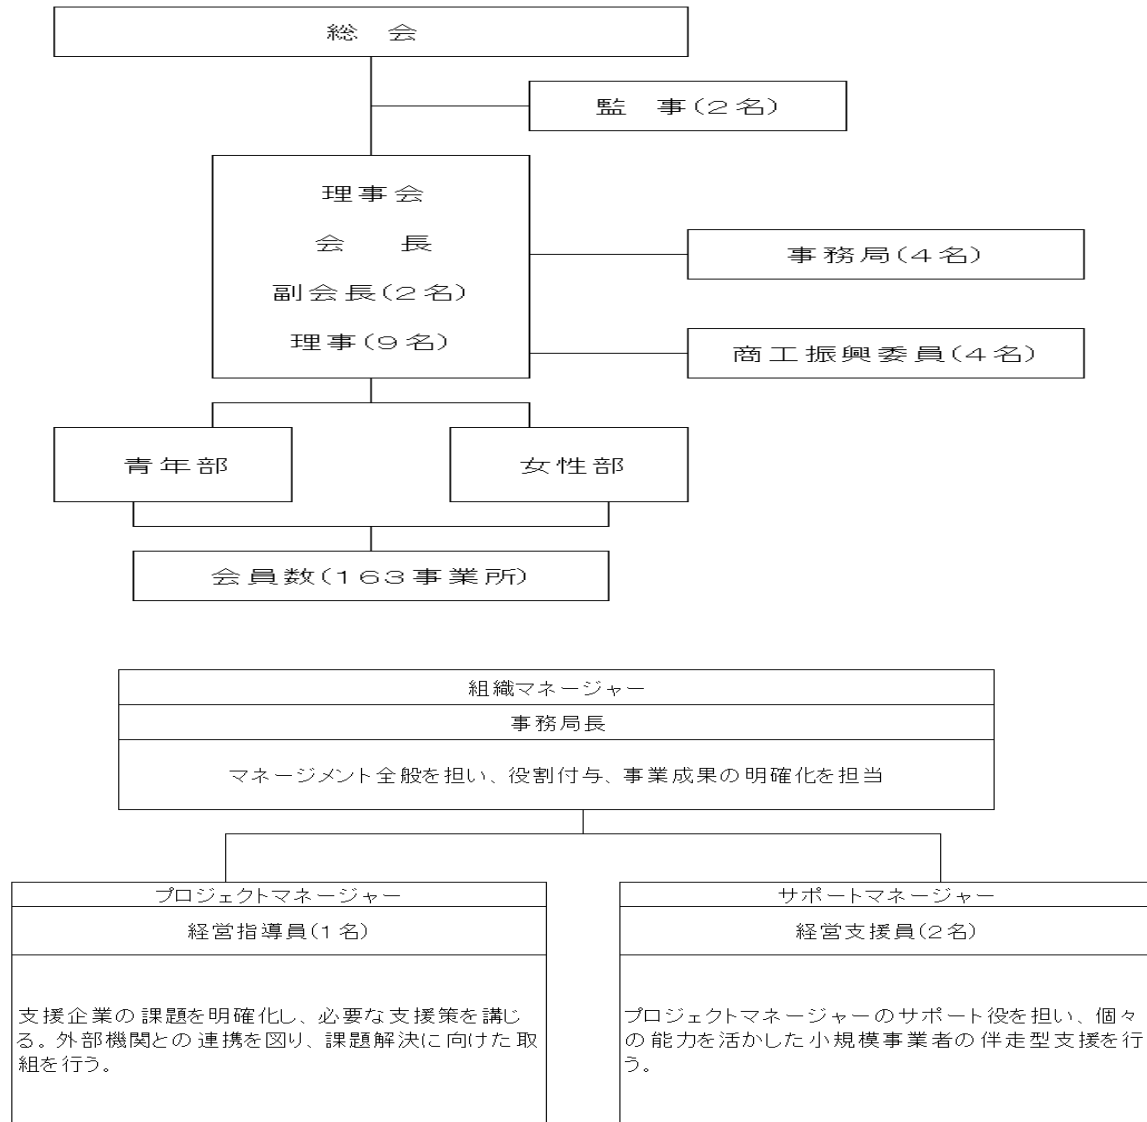 総 会
監 事(2名)
理事会
会 長
副会長(2名)
理事(9名)
事務局(4名)
商工振興委員(4名)
青年部
女性部
会員数(163事業所)
組織マネージャー
事務局長
マネージメント全般を担い、役割付与、事業成果の明確化を担当
プロジェクトマネージャー
経営指導員(1名)
支援企業の課題を明確化し、必要な支援策を講じ
る。外部機関との連携を図り、課題解決に向けた取
組を行う。
サポートマネージャー
経営支援員(2名)
プロジェクトマネージャーのサポート役を担い、個々
の能力を活かした小規模事業者の伴走型支援を行
う。